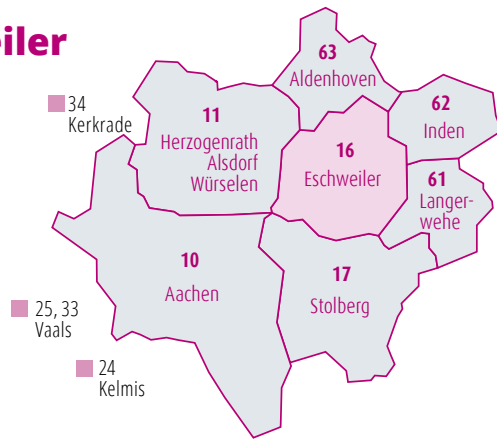 eiler
63
Aldenhoven
34
Kerkrade
11
Herzogenrath
Alsdorf
Würselen
62
Inden
16
Eschweiler
61
Langer-
wehe
10
Aachen
17
Stolberg
25, 33
Vaals
24
Kelmis